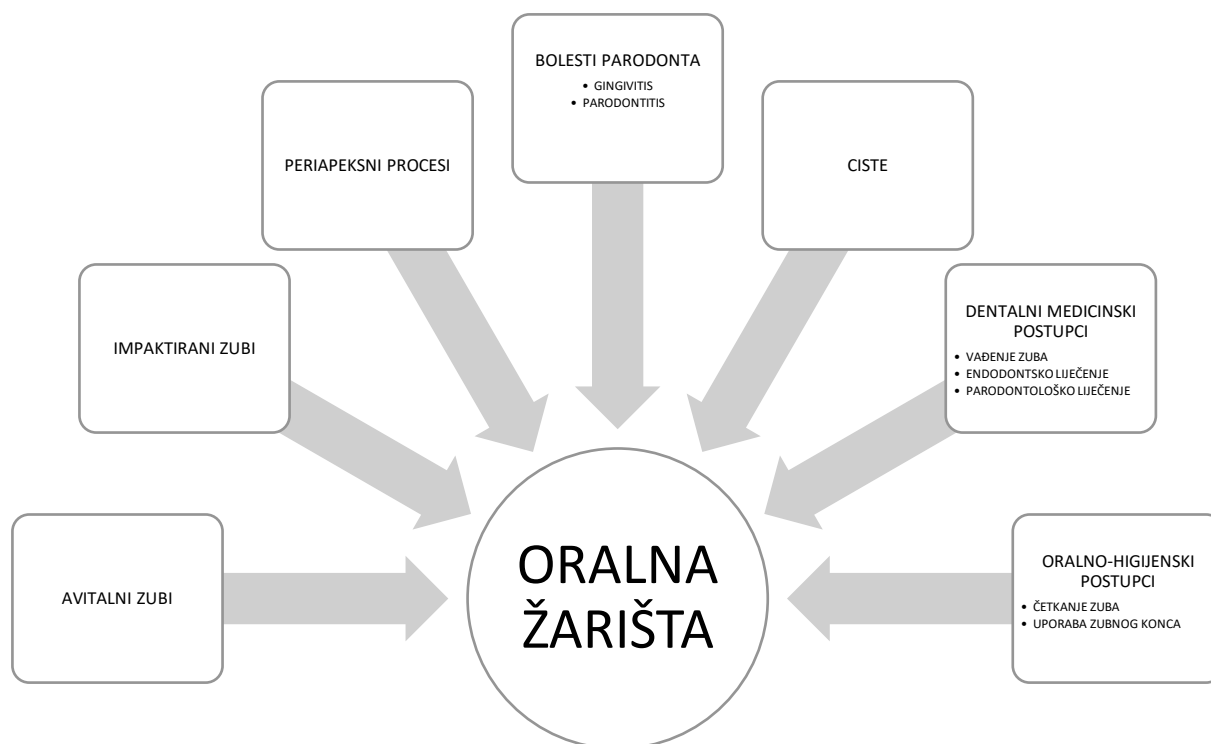 BOLESTI PARODONTA
• GINGIVITIS
• PARODONTITIS
PERIAPEKSNI PROCESI
CISTE
IMPAKTIRANI ZUBI
DENTALNI MEDICINSKI
POSTUPCI
• VAĐENJE ZUBA
• ENDODONTSKO LIJEČENJE
• PARODONTOLOŠKO LIJEČENJE
AVITALNI ZUBI
ORALNA
ŽARIŠTA
ORALNO-HIGIJENSKI
POSTUPCI
• ČETKANJE ZUBA
• UPORABA ZUBNOG KONCA